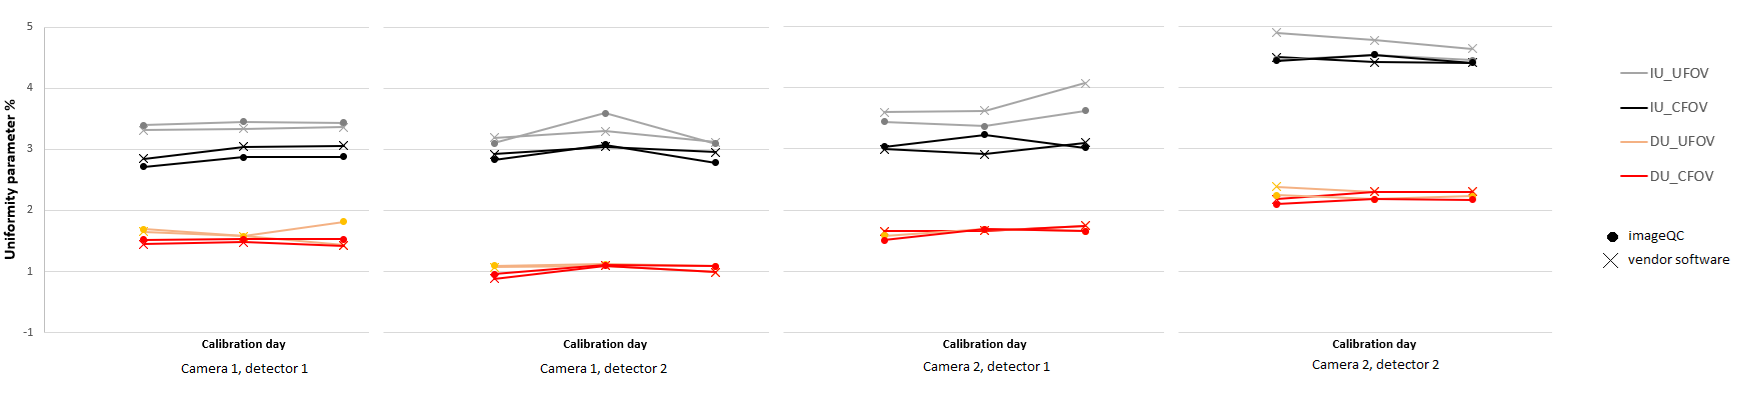 Uniformity parameter %
5
4
3
2
1
-1
Calibration day
Camera 1, detector 1
Calibration day
Camera 1, detector 2
Calibration day
Camera 2, detector 1
Calibration day
Camera 2, detector 2
IU_UFOV
IU_CFOV
DU_UFOV
DU_CFOV
imageQC
vendor software